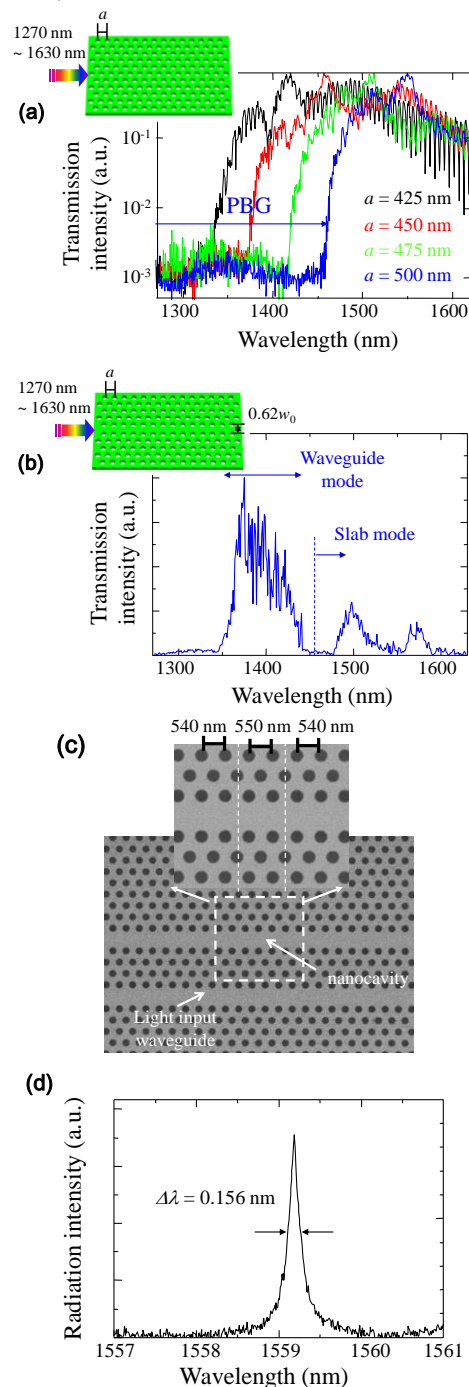 a
1270 nm
~ 1630 nm
(a)
Transmission
intensity (a.u.)
10-1
10-2
10-3
PBG
a = 425 nm
a = 450 nm
a = 475 nm
a = 500 nm
1300 1400 1500 1600
Wavelength (nm)
a
1270 nm
~ 1630 nm
0.62w0
(b)
Waveguide
mode
Slab mode
Transmission
intensity (a.u.)
1300 1400 1500 1600
Wavelength (nm)
540 nm 550 nm 540 nm
(c)
nanocavity
Light input
waveguide
(d)
Radiation intensity (a.u.)
Δλ = 0.156 nm
1557 1558 1559 1560 1561
Wavelength (nm)